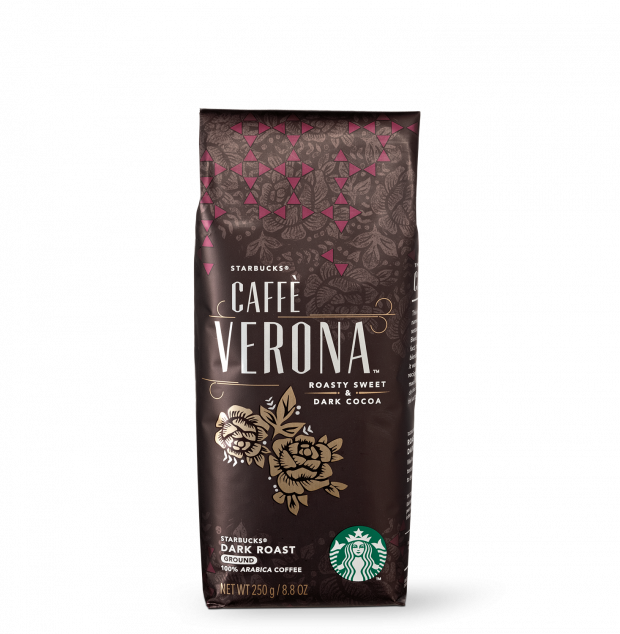 STARBUCKS®
CAFFÈ
VERONA™
ROASTY SWEET
&
DARK COCOA
STARBUCKS®
DARK ROAST
GROUND
100% ARABICA COFFEE
NET WT 250 g / 8.8 OZ
TM